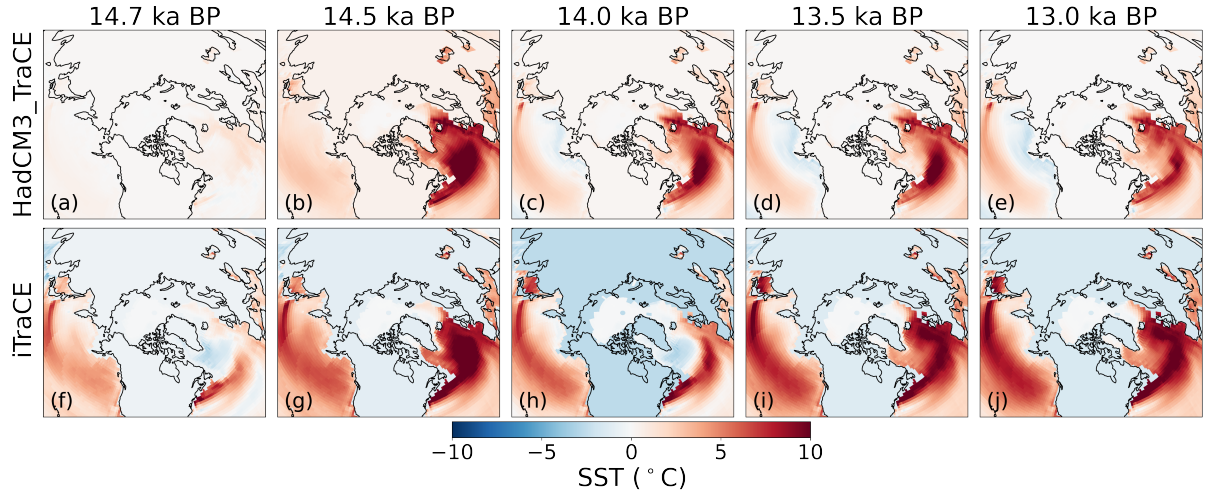 14.7 ka BP 14.5 ka BP 14.0 ka BP 13.5 ka BP 13.0 ka BP
HadCM3_TraCE
(a) (b) (c) (d) (e)
iTraCE
(f) (g) (h) (i) (j)
−10 −5 0 5 10
SST (°C)